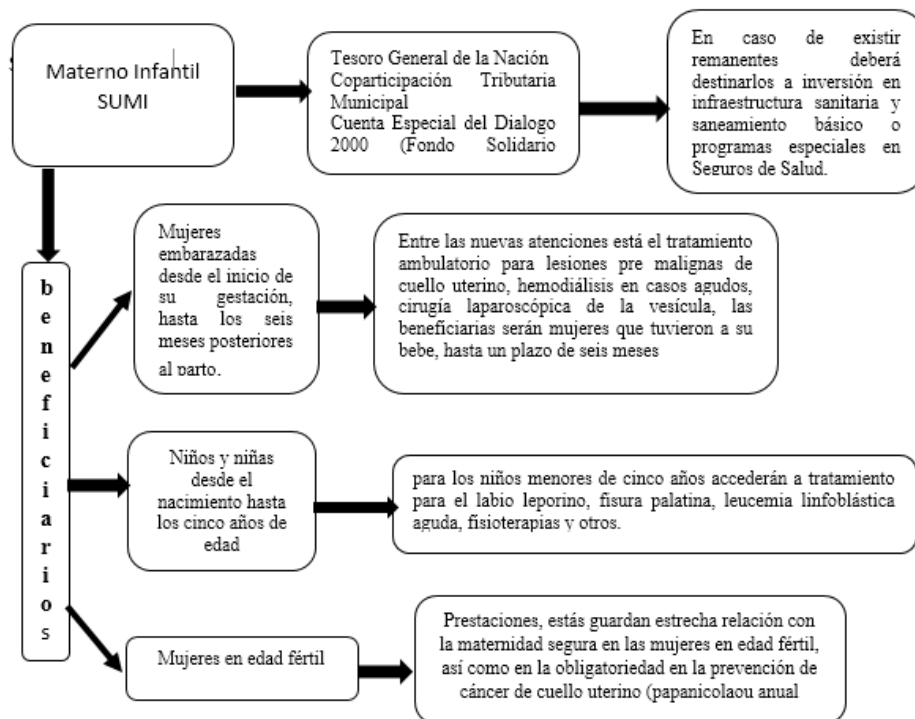 Materno Infantil
SUMI
Tesoro General de la Nación
Coparticipación Tributaria
Municipal
Cuenta Especial del Dialogo
2000 (Fondo Solidario
En caso de existir
remanentes deberá
destinarlos a inversión en
infraestructura sanitaria y
saneamiento básico o
programas especiales en
Seguros de Salud.
beneficiarios
Mujeres
embarazadas
desde el inicio de
su gestación,
hasta los seis
meses posteriores
al parto.
Entre las nuevas atenciones está el tratamiento
ambulatorio para lesiones pre malignas de
cuello uterino, hemodiálisis en casos agudos,
cirugía laparoscópica de la vesícula, las
beneficiarias serán mujeres que tuvieron a su
bebe, hasta un plazo de seis meses
Niños y niñas
desde el
nacimiento hasta
los cinco años de
edad
para los niños menores de cinco años accederán a tratamiento
para el labio leporino, fisura palatina, leucemia linfoblástica
aguda, fisioterapias y otros.
Mujeres en edad fértil
Prestaciones, estás guardan estrecha relación con
la maternidad segura en las mujeres en edad fértil,
así como en la obligatoriedad en la prevención de
cáncer de cuello uterino (papanicolaou anual